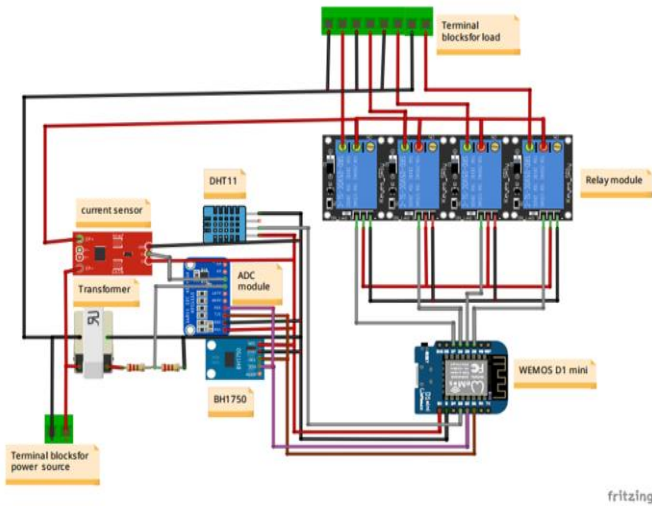 Terminal
blocksfor load
Relay module
DHT11
current sensor
ADC
module
Transformer
BH1750
WEMOS D1 mini
Terminal blocksfor
power source
fritzing